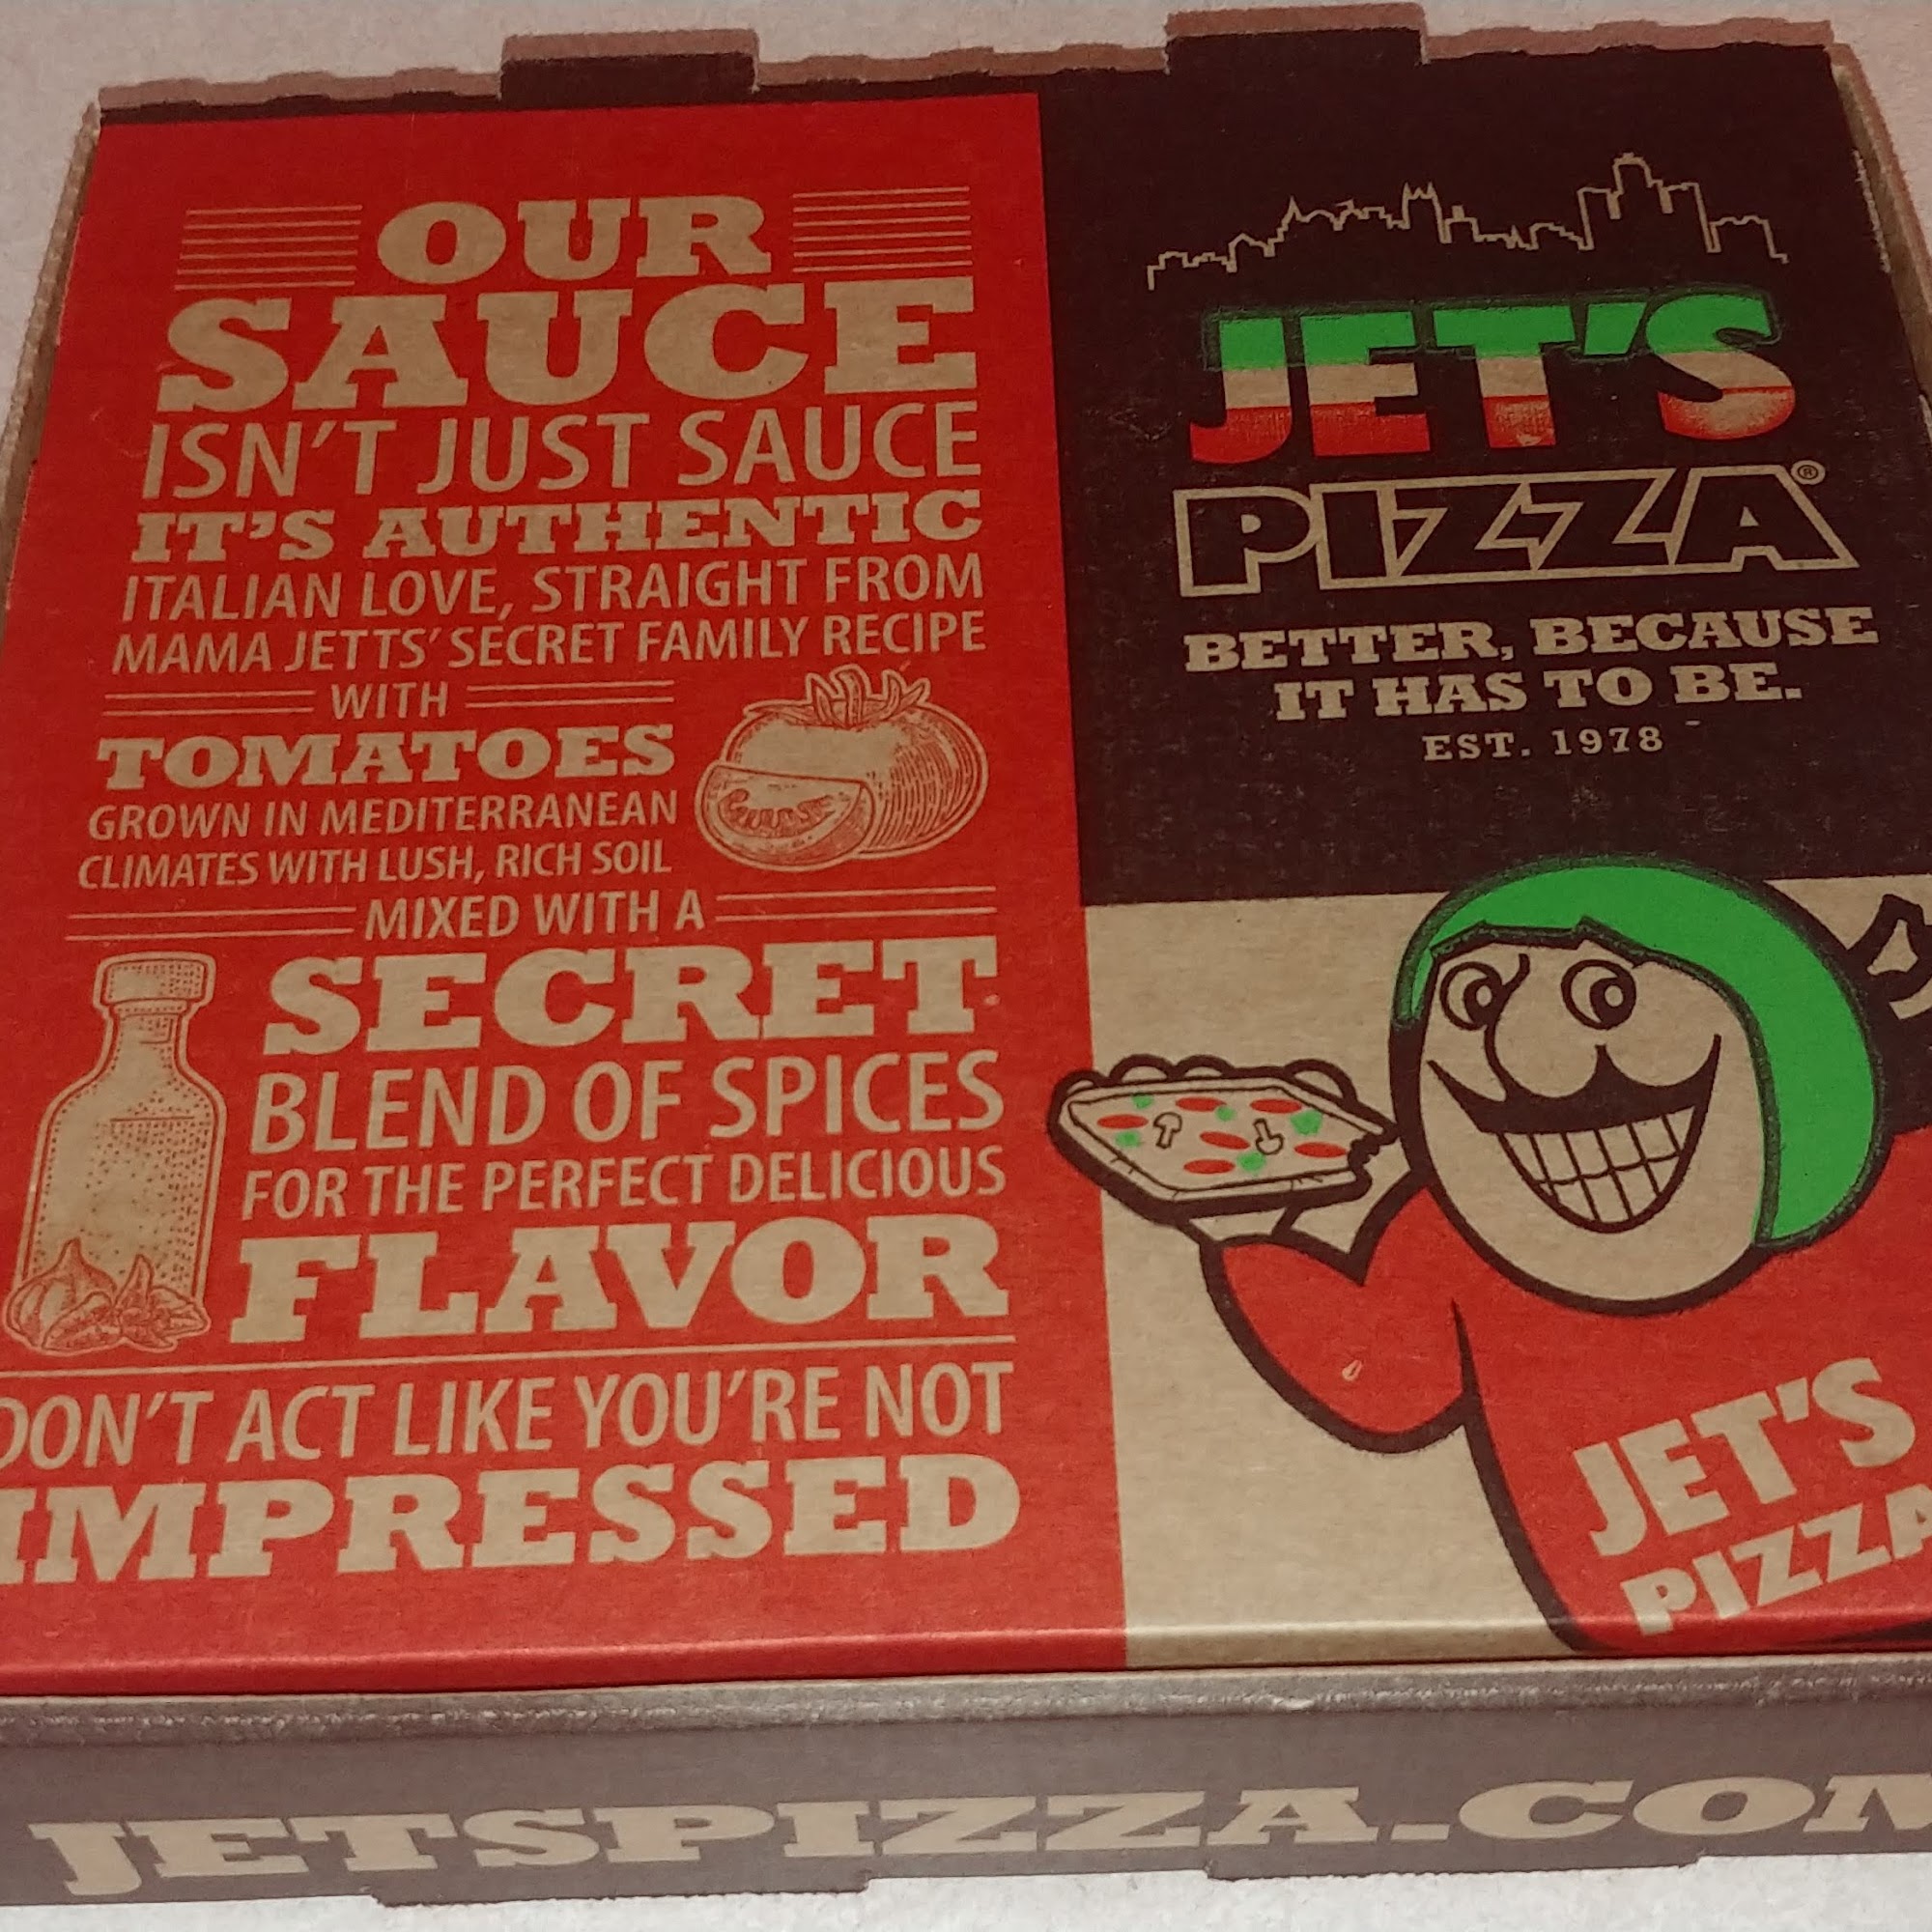 OUR
SAUCE
ISN'T JUST SAUCE
IT'S AUTHENTIC
ITALIAN LOVE, STRAIGHT FROM
MAMA JETTS' SECRET FAMILY RECIPE
WITH
TOMATOES
GROWN IN MEDITERRANEAN
CLIMATES WITH LUSH, RICH SOIL
MIXED WITH A
SECRET
BLEND OF SPICES
FOR THE PERFECT DELICIOUS
FLAVOR
DON'T ACT LIKE YOU'RE NOT
IMPRESSED
JET'S
PIZZA®
BETTER, BECAUSE
IT HAS TO BE.
EST. 1978
JET'S
PIZZA
JETSPIZZA.COM